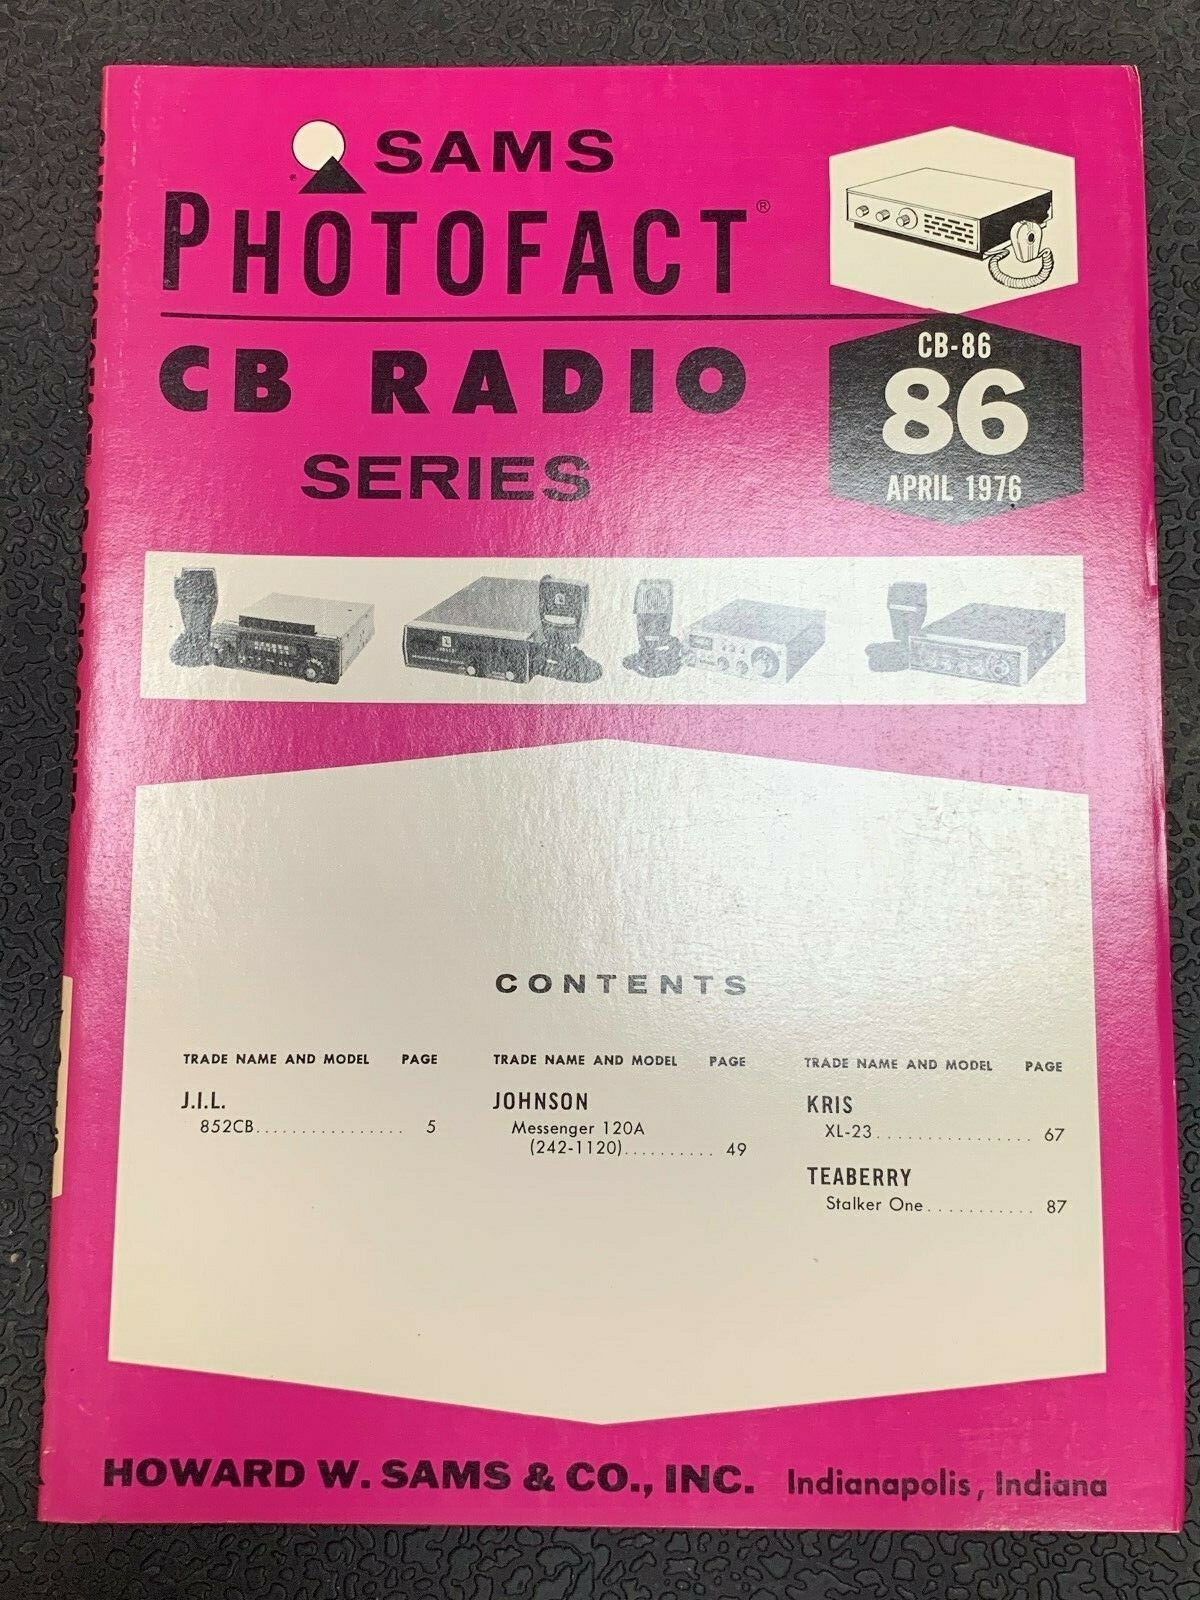 SAMS
PHOTOFACT®
CB RADIO
SERIES
CB-86
86
APRIL 1976
CONTENTS
TRADE NAME AND MODEL PAGE
J.I.L.
852CB................ 5
TRADE NAME AND MODEL PAGE
JOHNSON
Messenger 120A
(242-1120).......... 49
TRADE NAME AND MODEL PAGE
KRIS
XL-23................ 67
TEABERRY
Stalker One........... 87
HOWARD W. SAMS & CO., INC. Indianapolis, Indiana